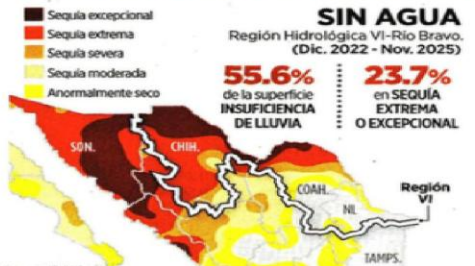 Sequía excepcional
Sequía extrema
Sequía severa
Sequía moderada
Anormalmente seco
SIN AGUA
Región Hidrológica VI-Río Bravo.
(Dic. 2022 - Nov. 2025)
55.6%
de la superficie
INSUFICIENCIA
DE LLUVIA
23.7%
en SEQUÍA
EXTREMA
O EXCEPCIONAL
SON.
CHIH.
COAH.
NL
TAMPS.
Región
VI